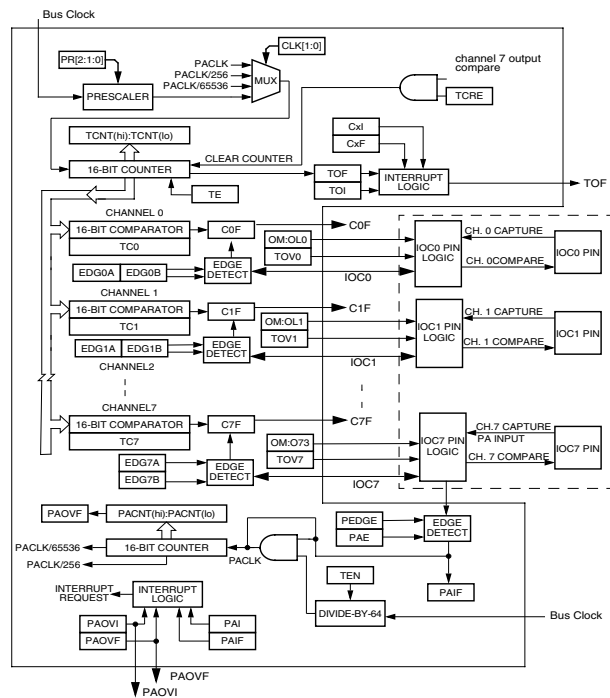 Bus Clock
PR[2:1:0]
PACLK
PACLK/256
PACLK/65536
CLK[1:0]
MUX
PRESCALER
channel 7 output
compare
TCRE
TCNT(hi):TCNT(lo)
CxI
CxF
CLEAR COUNTER
16-BIT COUNTER
TOF
TOI
INTERRUPT
LOGIC
TOF
TE
CHANNEL 0
16-BIT COMPARATOR
TC0
C0F
C0F
OM:OL0
TOV0
IOC0 PIN
LOGIC
CH. 0 CAPTURE
CH. 0COMPARE
IOC0 PIN
EDG0A
EDG0B
EDGE
DETECT
IOC0
CHANNEL 1
16-BIT COMPARATOR
TC1
C1F
C1F
OM:OL1
TOV1
IOC1 PIN
LOGIC
CH. 1 CAPTURE
CH. 1 COMPARE
IOC1 PIN
EDG1A
EDG1B
EDGE
DETECT
IOC1
CHANNEL2
CHANNEL7
16-BIT COMPARATOR
TC7
C7F
C7F
OM:O73
TOV7
IOC7 PIN
LOGIC
CH.7 CAPTURE
PA INPUT
CH. 7 COMPARE
IOC7 PIN
EDG7A
EDG7B
EDGE
DETECT
IOC7
PAOVF
PACNT(hi):PACNT(lo)
PEDGE
PAE
EDGE
DETECT
PACLK/65536
16-BIT COUNTER
PACLK
PACLK/256
TEN
PAIF
INTERRUPT
REQUEST
INTERRUPT
LOGIC
DIVIDE-BY-64
Bus Clock
PAOVI
PAOVF
PAI
PAIF
PAOVF
PAOVI